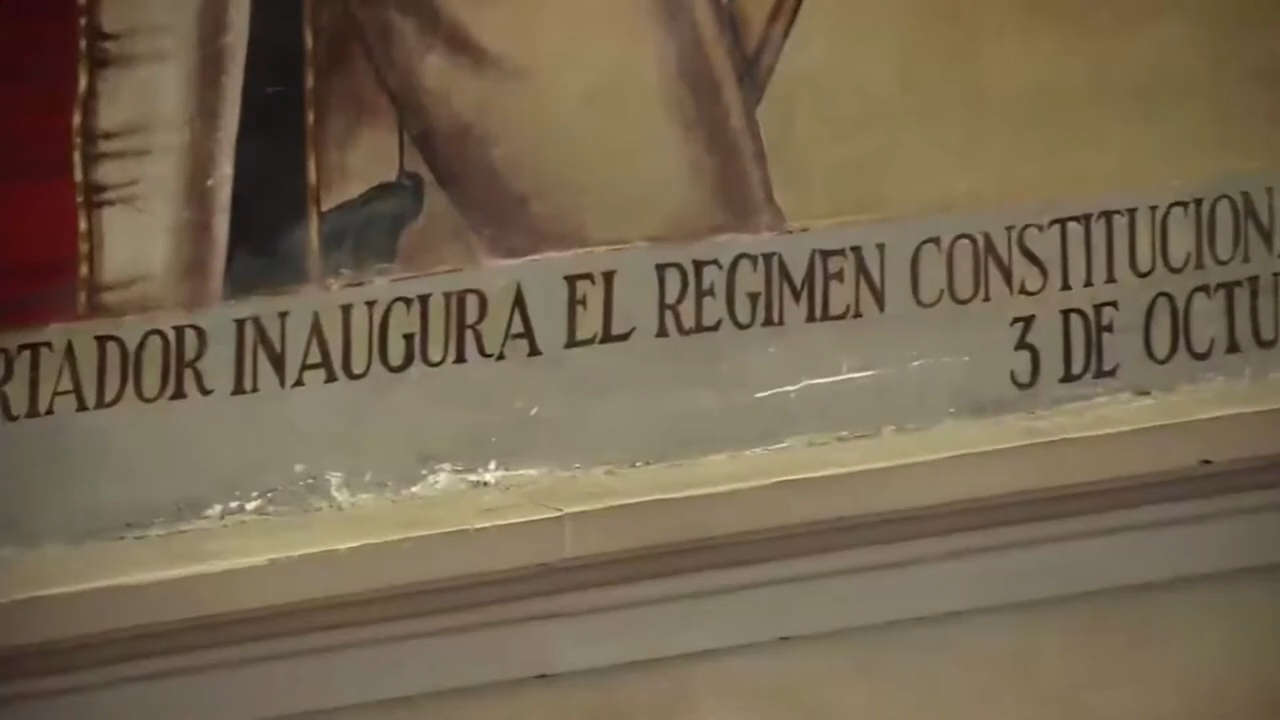 RTADOR INAUGURA EL REGIMEN CONSTITUCION
3 DE OCTU